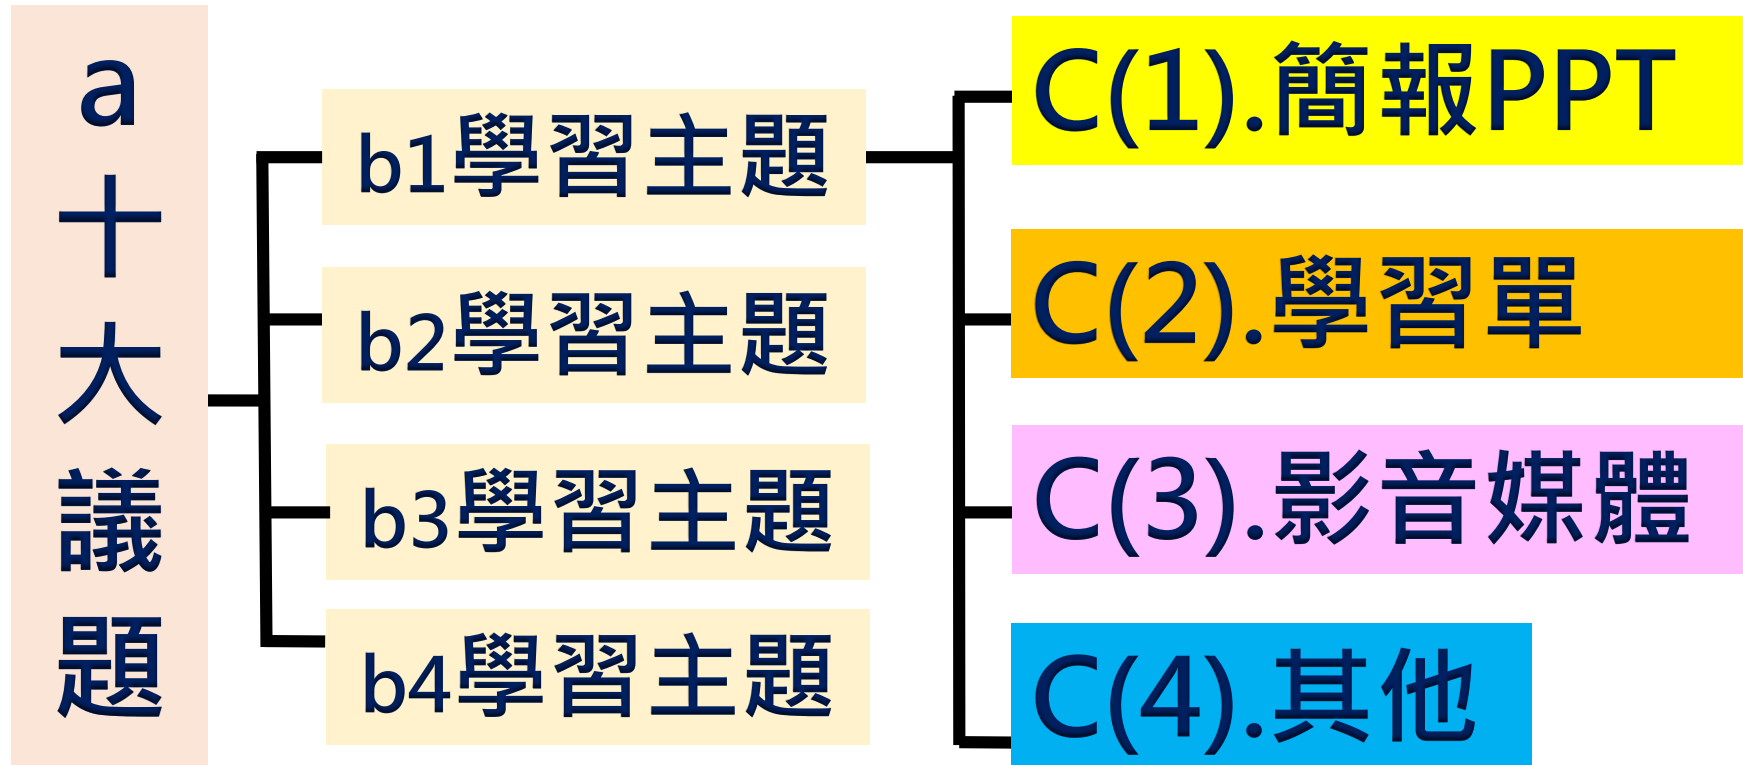 a十大議題
b1學習主題
b2學習主題
b3學習主題
b4學習主題
C(1).簡報PPT
C(2).學習單
C(3).影音媒體
C(4).其他